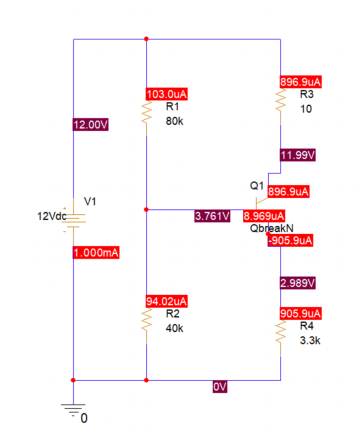 896.9uA
R3
10
103.0uA
R1
80k
12.00V
11.99V
Q1
896.9uA
V1
12Vdc
3.761V
8.969uA
QbreakN
-905.9uA
1.000mA
2.989V
94.02uA
R2
40k
905.9uA
R4
3.3k
0V
0